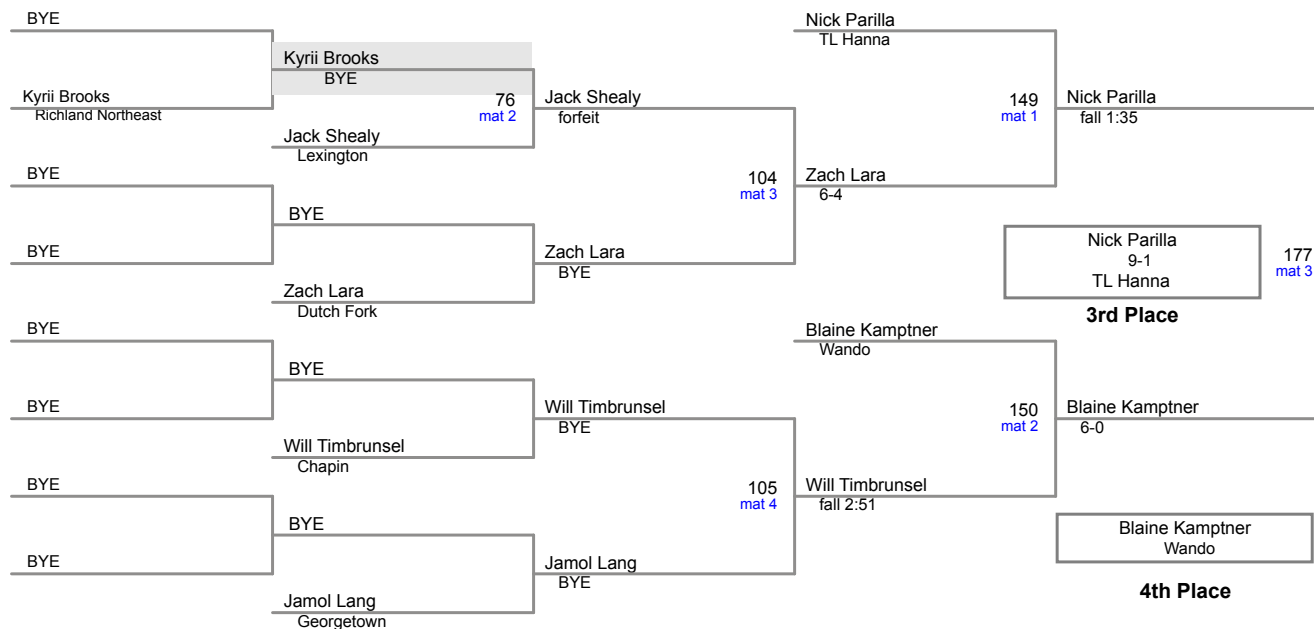 BYE
Kyrii Brooks
Richland Northeast
BYE
BYE
BYE
BYE
BYE
BYE
Kyrii Brooks
BYE
Jack Shealy
Lexington
BYE
Zach Lara
Dutch Fork
BYE
Will Timbrunsel
Chapin
BYE
Jamol Lang
Georgetown
76
mat 2
Jack Shealy
forfeit
Zach Lara
BYE
Will Timbrunsel
BYE
Jamol Lang
BYE
104
mat 3
105
mat 4
Nick Parilla
TL Hanna
Zach Lara
6-4
Blaine Kamptner
Wando
Will Timbrunsel
fall 2:51
149
mat 1
150
mat 2
Nick Parilla
fall 1:35
Nick Parilla
9-1
TL Hanna
177
mat 3
3rd Place
Blaine Kamptner
6-0
Blaine Kamptner
Wando
4th Place